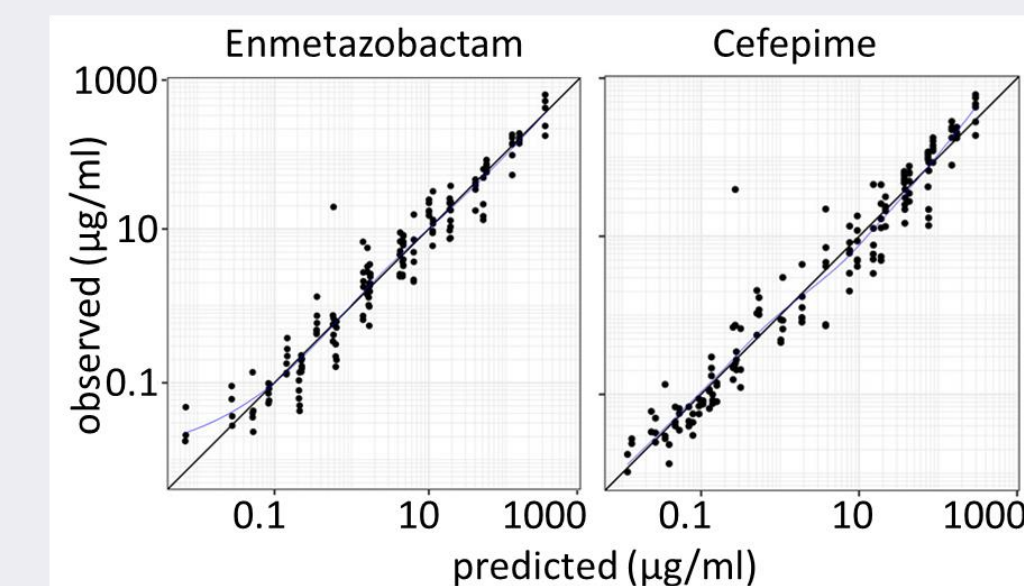 Enmetazobactam Cefepime
1000
10
0.1
observed (μg/ml)
0.1 10 1000 0.1 10 1000
predicted (μg/ml)